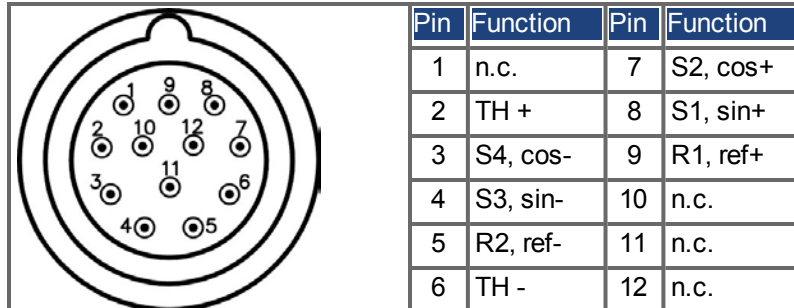 Pin Function Pin Function
1 n.c. 7 S2, cos+
2 TH + 8 S1, sin+
3 S4, cos- 9 R1, ref+
4 S3, sin- 10 n.c.
5 R2, ref- 11 n.c.
6 TH - 12 n.c.
1 9 8
2 10 12 7
11
3 6
4 5